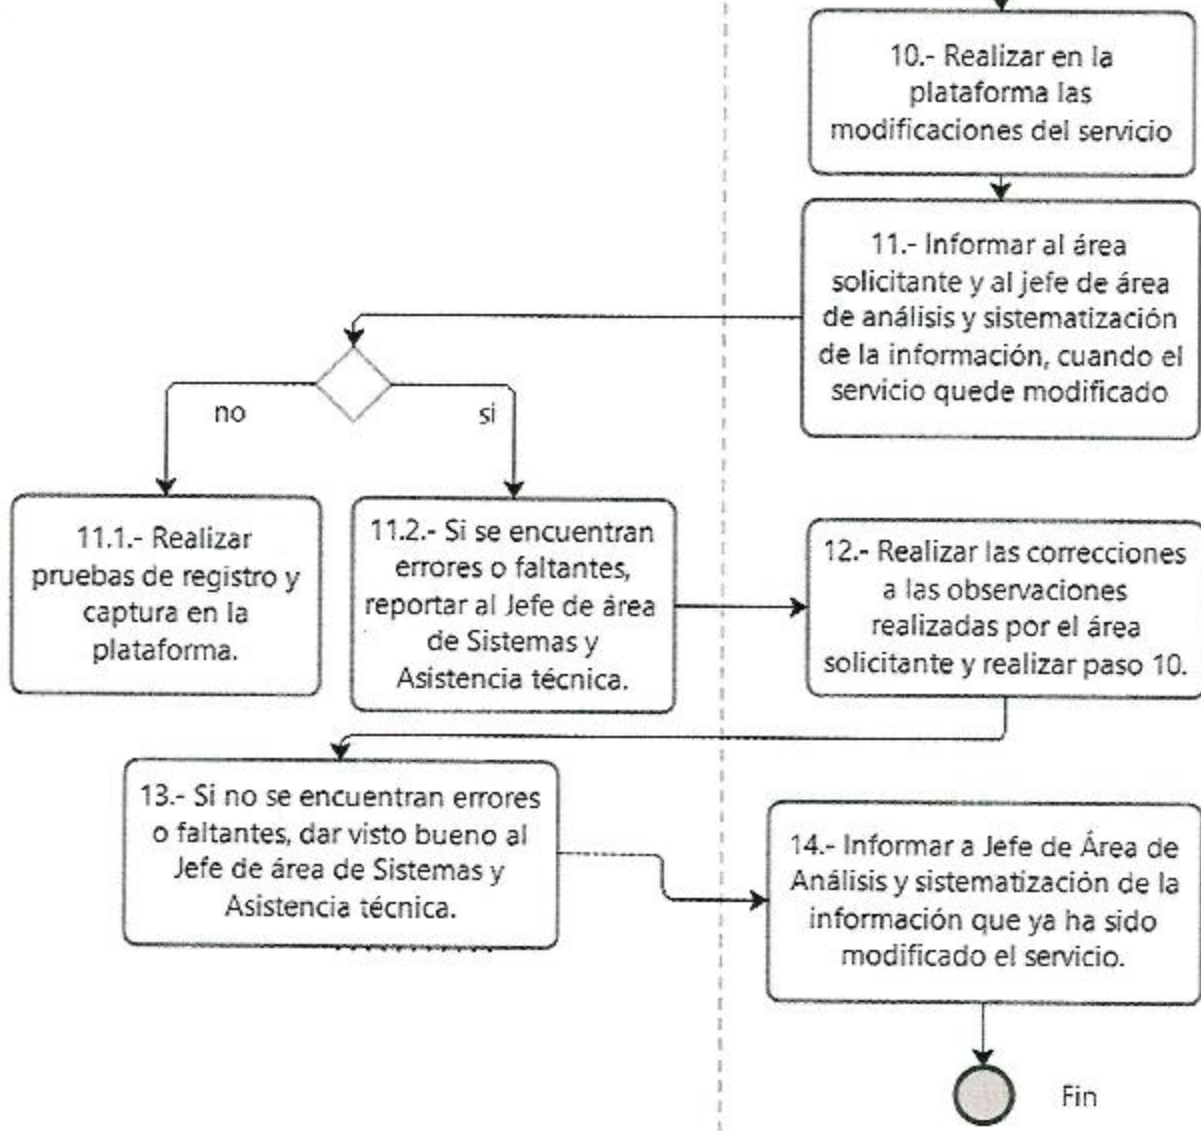 10.- Realizar en la
plataforma las
modificaciones del servicio
11.- Informar al área
solicitante y al jefe de área
de análisis y sistematización
de la información, cuando el
servicio quede modificado
no
si
11.1.- Realizar
pruebas de registro y
captura en la
plataforma.
11.2.- Si se encuentran
errores o faltantes,
reportar al Jefe de área
de Sistemas y
Asistencia técnica.
12.- Realizar las correcciones
a las observaciones
realizadas por el área
solicitante y realizar paso 10.
13.- Si no se encuentran errores
o faltantes, dar visto bueno al
Jefe de área de Sistemas y
Asistencia técnica.
14.- Informar a Jefe de Área de
Análisis y sistematización de la
información que ya ha sido
modificado el servicio.
Fin